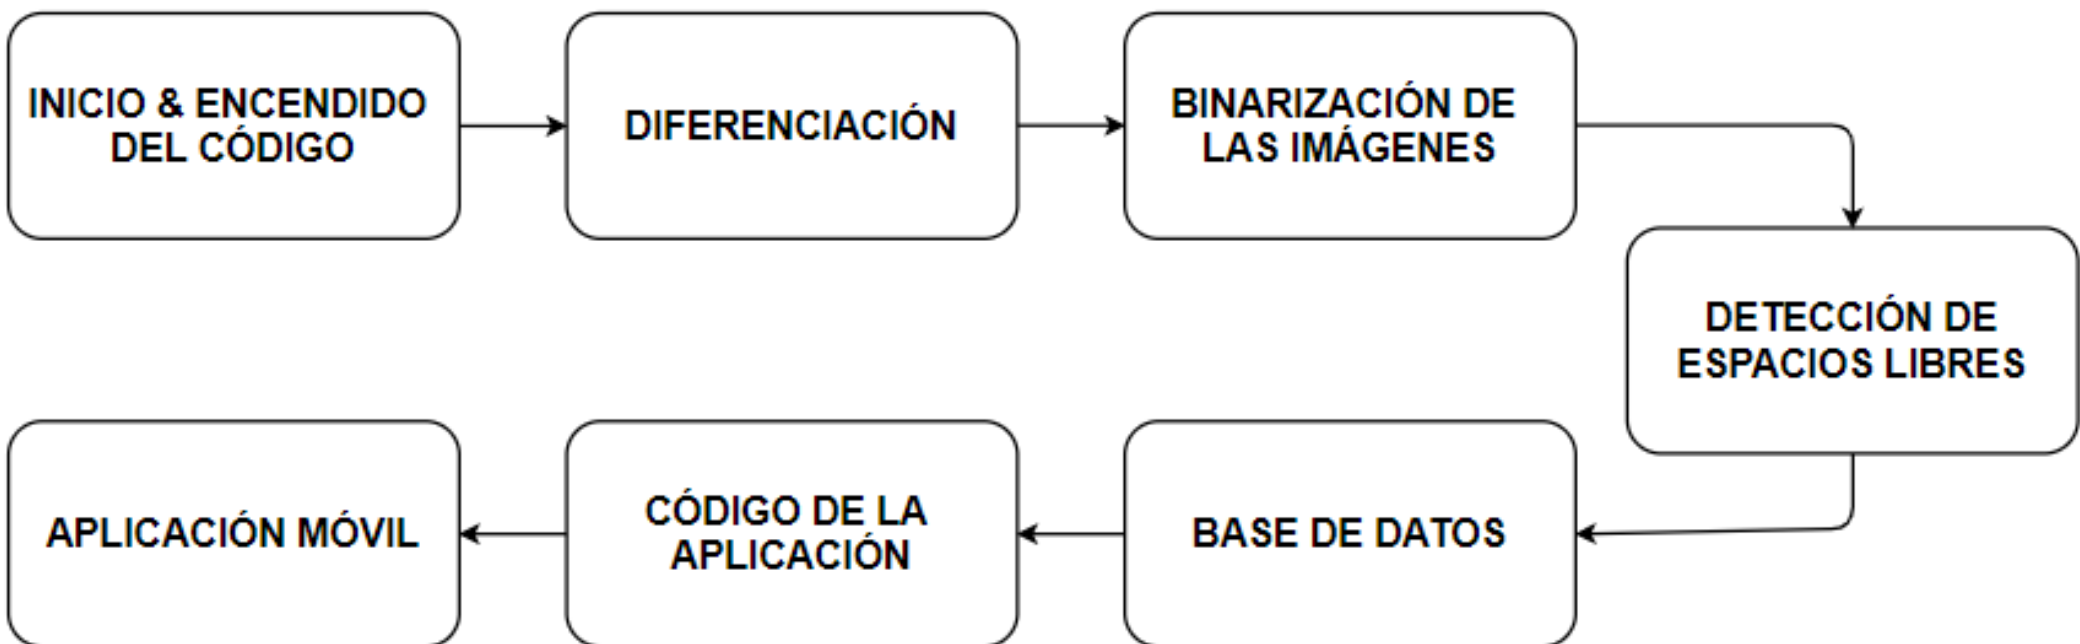 INICIO & ENCENDIDO
DEL CÓDIGO
DIFERENCIACIÓN
BINARIZACIÓN DE
LAS IMÁGENES
DETECCIÓN DE
ESPACIOS LIBRES
BASE DE DATOS
CÓDIGO DE LA
APLICACIÓN
APLICACIÓN MÓVIL